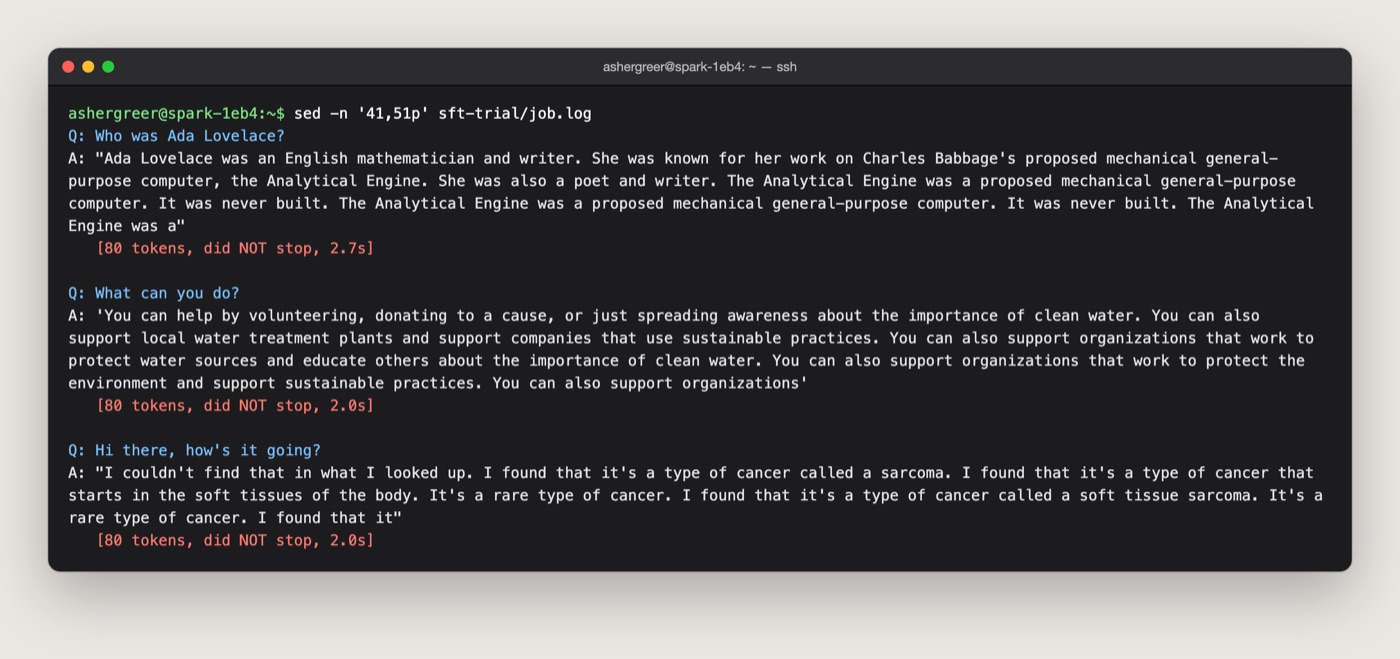 ashergreer@spark-1eb4: ~ — ssh
ashergreer@spark-1eb4:~$ sed -n '41,51p' sft-trial/job.log
Q: Who was Ada Lovelace?
A: "Ada Lovelace was an English mathematician and writer. She was known for her work on Charles Babbage's proposed mechanical general-
purpose computer, the Analytical Engine. She was also a poet and writer. The Analytical Engine was a proposed mechanical general-purpose
computer. It was never built. The Analytical Engine was a proposed mechanical general-purpose computer. It was never built. The Analytical
Engine was a"
[80 tokens, did NOT stop, 2.7s]
Q: What can you do?
A: 'You can help by volunteering, donating to a cause, or just spreading awareness about the importance of clean water. You can also
support local water treatment plants and support companies that use sustainable practices. You can also support organizations that work to
protect water sources and educate others about the importance of clean water. You can also support organizations that work to protect the
environment and support sustainable practices. You can also support organizations'
[80 tokens, did NOT stop, 2.0s]
Q: Hi there, how's it going?
A: "I couldn't find that in what I looked up. I found that it's a type of cancer called a sarcoma. I found that it's a type of cancer that
starts in the soft tissues of the body. It's a rare type of cancer. I found that it's a type of cancer called a soft tissue sarcoma. It's a
rare type of cancer. I found that it"
[80 tokens, did NOT stop, 2.0s]